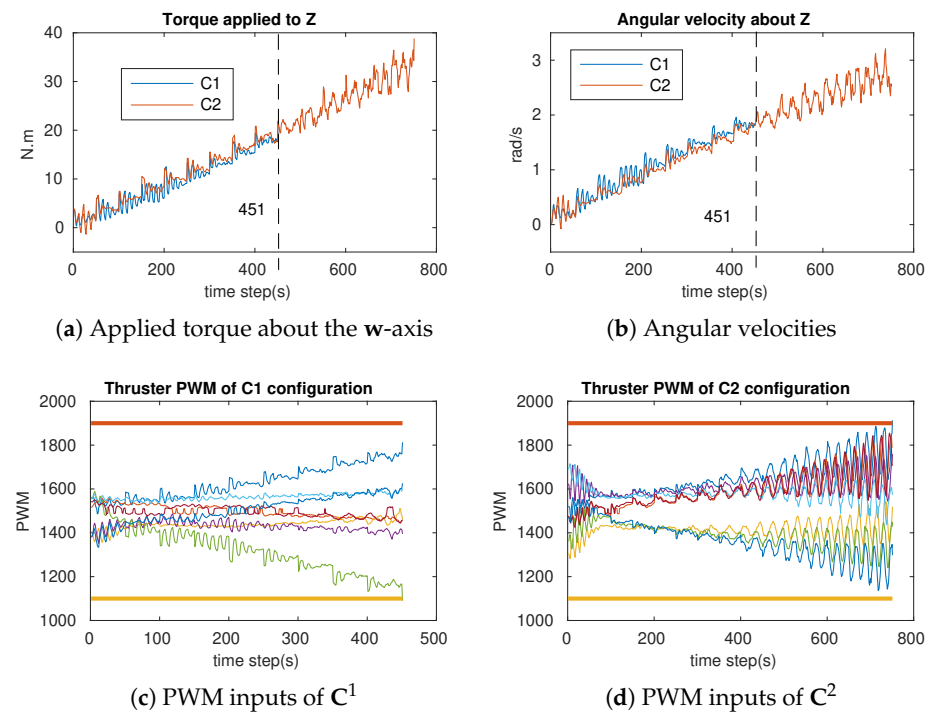 Torque applied to Z
N.m
40
30
20
10
0
C1
C2
451
0
200
400
600
800
time step(s)
(a) Applied torque about the w-axis
Angular velocity about Z
rad/s
3
2
1
0
C1
C2
451
0
200
400
600
800
time step(s)
(b) Angular velocities
Thruster PWM of C1 configuration
PWM
2000
1800
1600
1400
1200
1000
0
100
200
300
400
500
time step(s)
(c) PWM inputs of C¹
Thruster PWM of C2 configuration
PWM
2000
1800
1600
1400
1200
1000
0
200
400
600
800
time step(s)
(d) PWM inputs of C²